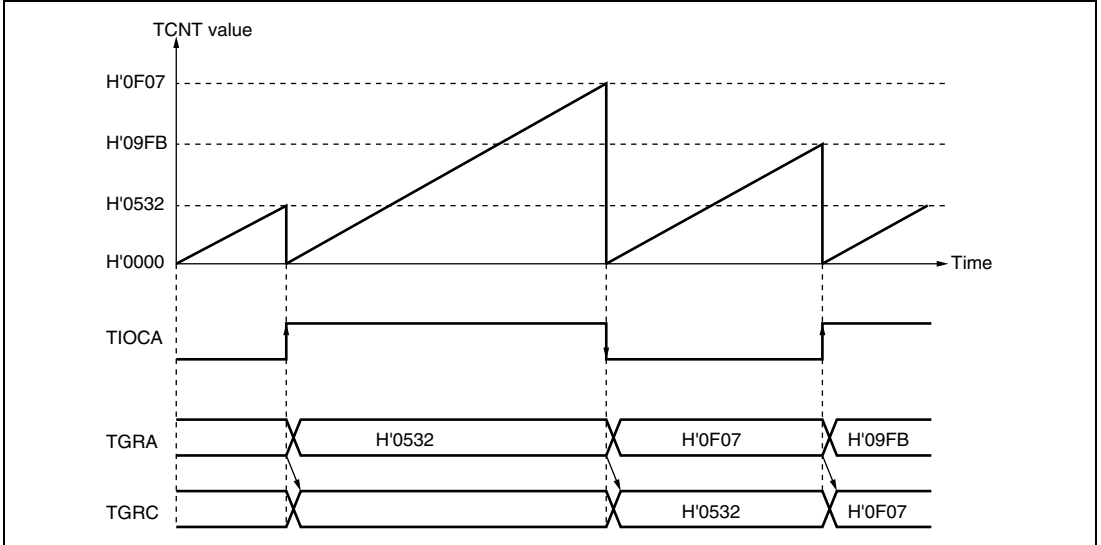 TCNT value
H'0F07
H'09FB
H'0532
H'0000
Time
TIOCA
TGRA
H'0532
H'0F07
H'09FB
TGRC
H'0532
H'0F07